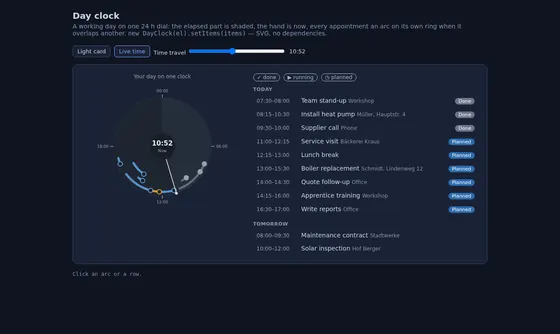 Day clock
A working day on one 24 h dial: the elapsed part is shaded, the hand is now, every appointment an arc on its own ring when it
overlaps another. new DayClock(el).setItems(items) — SVG, no dependencies.
Light card Live time Time travel 10:52
Your day on one clock
✓ done ▶ running ◷ planned
00:00
18:00
06:00
12:00
10:52
Now
TODAY
07:30–08:00 Team stand-up Workshop Done
08:15–10:30 Install heat pump Müller, Hauptstr. 4 Done
09:30–10:00 Supplier call Phone Done
11:00–12:15 Service visit Bäckerei Kraus Planned
12:15–13:00 Lunch break Planned
13:00–15:30 Boiler replacement Schmidt, Lindenweg 12 Planned
14:00–14:30 Quote follow-up Office Planned
14:15–16:00 Apprentice training Workshop Planned
16:30–17:00 Write reports Office Planned
TOMORROW
08:00–09:30 Maintenance contract Stadtwerke
10:00–12:00 Solar inspection Hof Berger
Click an arc or a row.